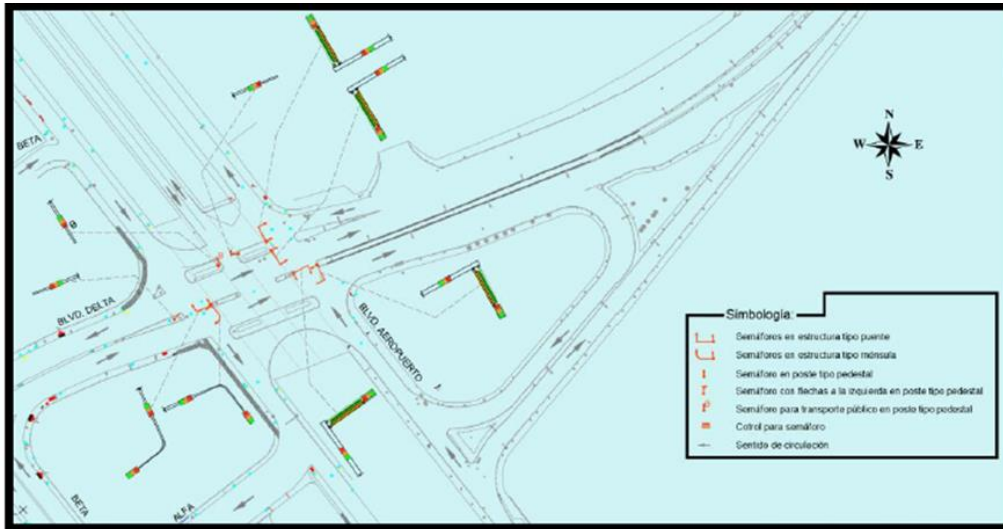 BETA
N
W E
S
BLVD. DELTA
BLVD. AEROPUERTO
BETA
ALFA
Simbología:
Semáforos en estructura tipo puente
Semáforos en estructura tipo ménsula
Semáforo en poste tipo pedestal
Semáforo con flechas a la izquierda en poste tipo pedestal
Semáforo para transporte público en poste tipo pedestal
Cotrol para semáforo
Sentido de circulación